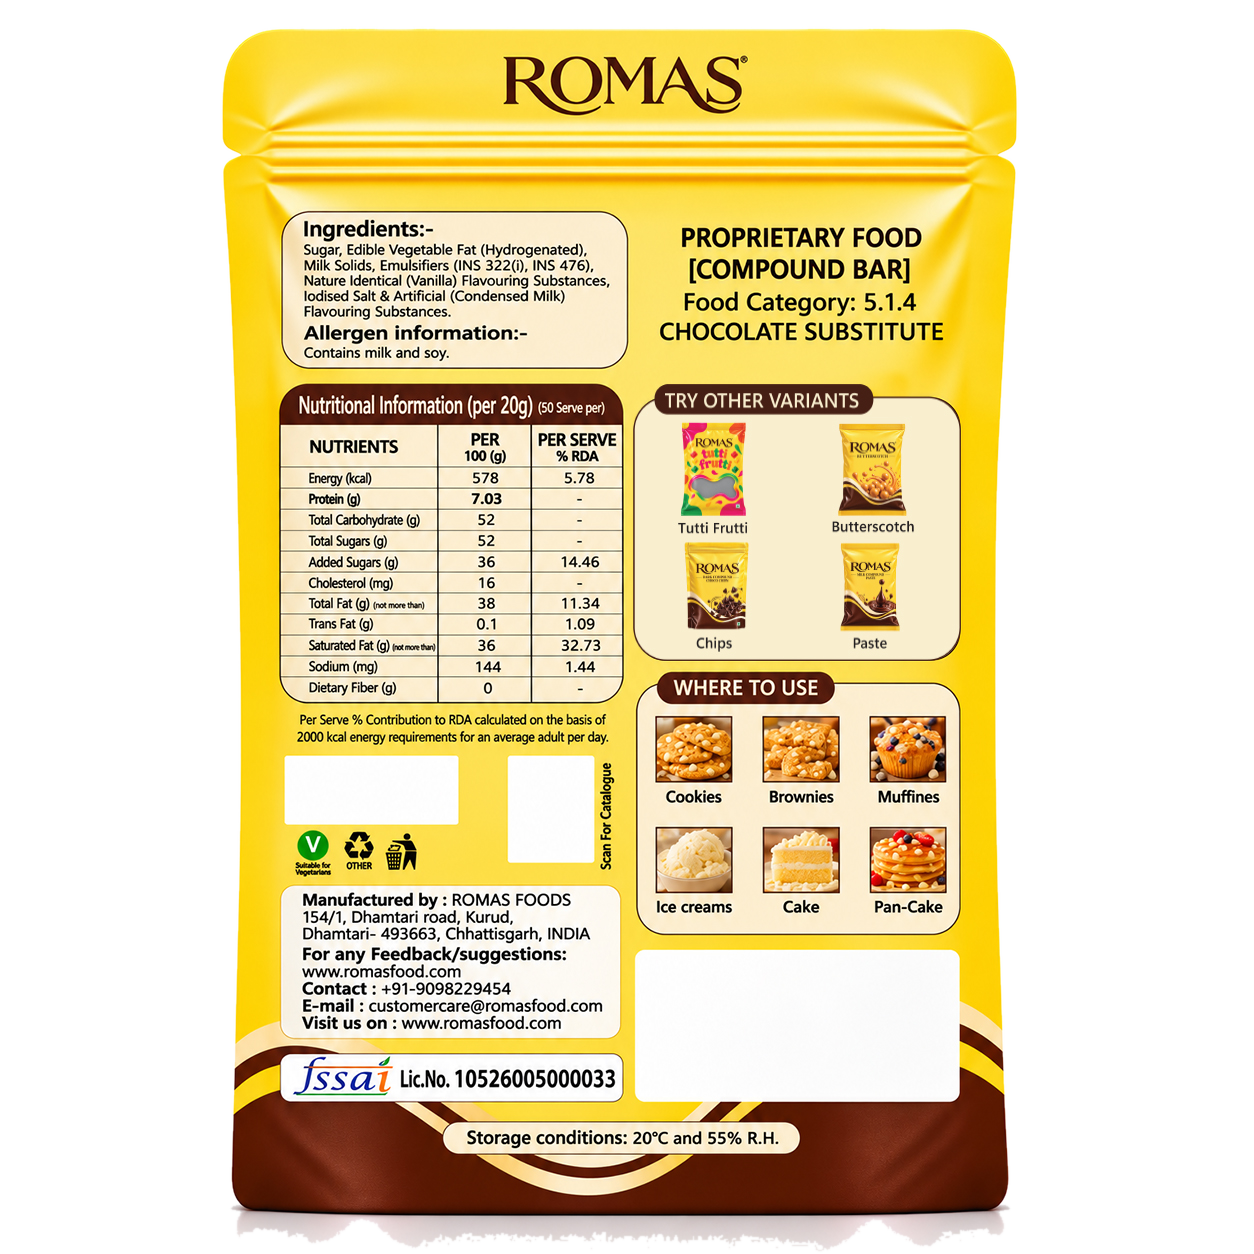 ROMAS®
Ingredients:-
Sugar, Edible Vegetable Fat (Hydrogenated),
Milk Solids, Emulsifiers (INS 322(i), INS 476),
Nature Identical (Vanilla) Flavouring Substances,
Iodised Salt & Artificial (Condensed Milk)
Flavouring Substances.
Allergen information:-
Contains milk and soy.
PROPRIETARY FOOD
[COMPOUND BAR]
Food Category: 5.1.4
CHOCOLATE SUBSTITUTE
Nutritional Information (per 20g) (50 Serve per)
NUTRIENTS PER 100 (g) PER SERVE % RDA
Energy (kcal) 578 5.78
Protein (g) 7.03 -
Total Carbohydrate (g) 52 -
Total Sugars (g) 52 -
Added Sugars (g) 36 14.46
Cholesterol (mg) 16 -
Total Fat (g) (not more than) 38 11.34
Trans Fat (g) 0.1 1.09
Saturated Fat (g) (not more than) 36 32.73
Sodium (mg) 144 1.44
Dietary Fiber (g) 0 -
Per Serve % Contribution to RDA calculated on the basis of
2000 kcal energy requirements for an average adult per day.
TRY OTHER VARIANTS
ROMAS
tutti
frutti
Tutti Frutti
ROMAS
BUTTERSCOTCH
Butterscotch
ROMAS
Chips
ROMAS
Paste
WHERE TO USE
Cookies
Brownies
Muffines
Ice creams
Cake
Pan-Cake
Scan For Catalogue
V
Suitable for
Vegetarians
OTHER
Manufactured by : ROMAS FOODS
154/1, Dhamtari road, Kurud,
Dhamtari- 493663, Chhattisgarh, INDIA
For any Feedback/suggestions:
www.romasfood.com
Contact : +91-9098229454
E-mail : customercare@romasfood.com
Visit us on : www.romasfood.com
fssai Lic.No. 10526005000033
Storage conditions: 20°C and 55% R.H.